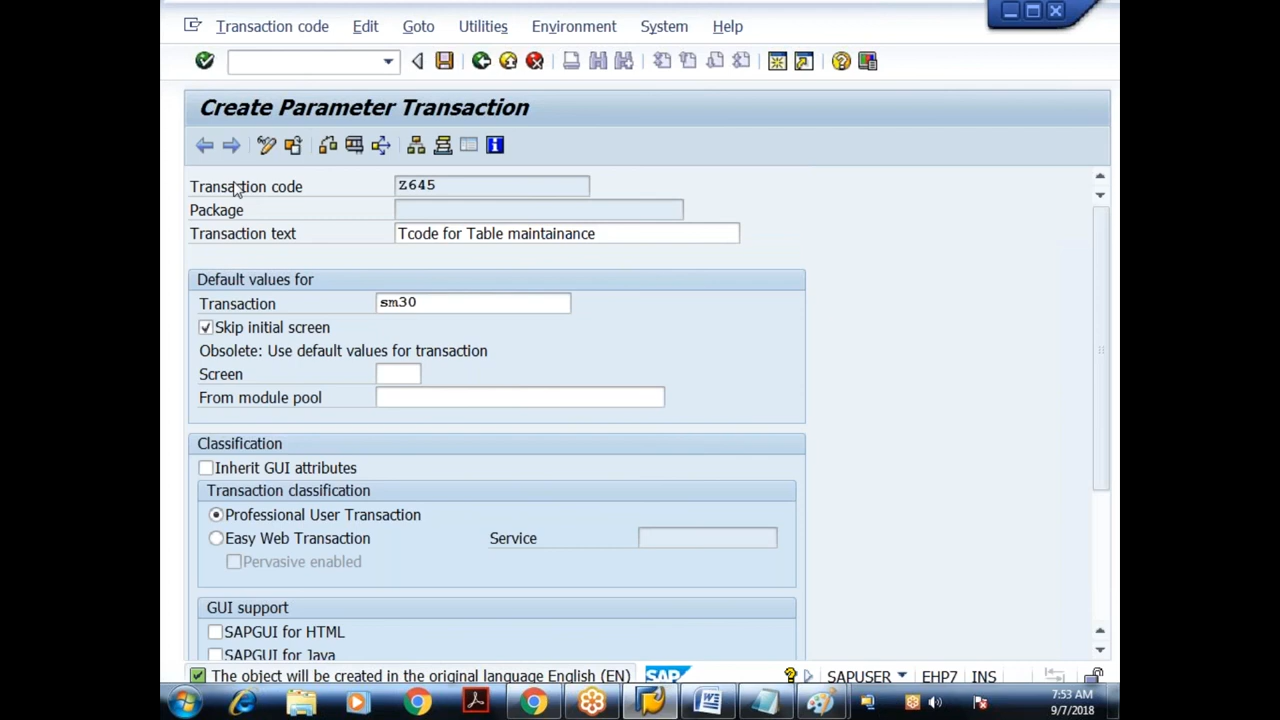 Transaction code Edit Goto Utilities Environment System Help
Create Parameter Transaction
Transaction code Z645
Package
Transaction text Tcode for Table maintainance
Default values for
Transaction sm30
Skip initial screen
Obsolete: Use default values for transaction
Screen
From module pool
Classification
Inherit GUI attributes
Transaction classification
Professional User Transaction
Easy Web Transaction Service
Pervasive enabled
GUI support
SAPGUI for HTML
SAPGUI for Java
The object will be created in the original language English (EN) SAP SAPUSER EHP7 INS
7:53 AM
9/7/2018